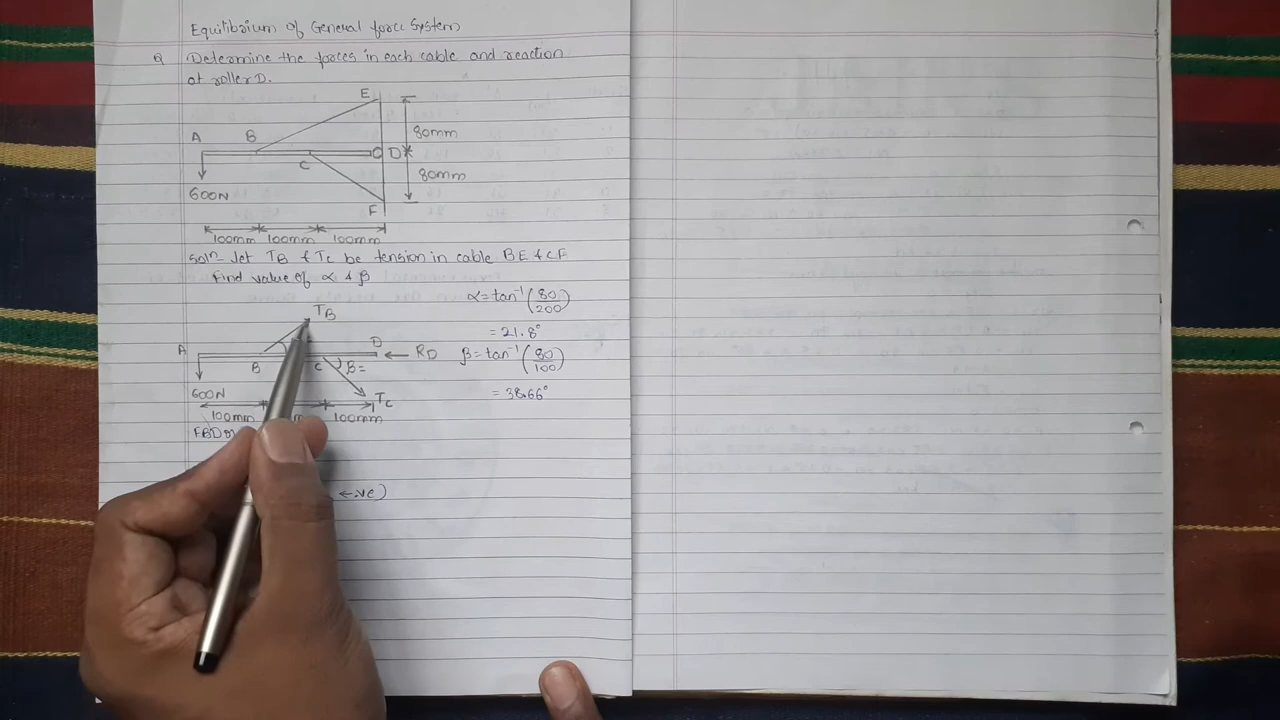 Equilibrium of General force System
Q Determine the forces in each cable and reaction
at roller D.
E
80mm
A B
D
C
80mm
600N
F
100mm 100mm 100mm
Soln- Let TB & TC be tension in cable BE & CF
Find value of α & β
α = tan⁻¹ (80/200)
TB
= 21.8°
A D
RD
β = tan⁻¹ (80/100)
B C β=
600N
TC
= 38.66°
100mm 100mm
FBD
← -ve)